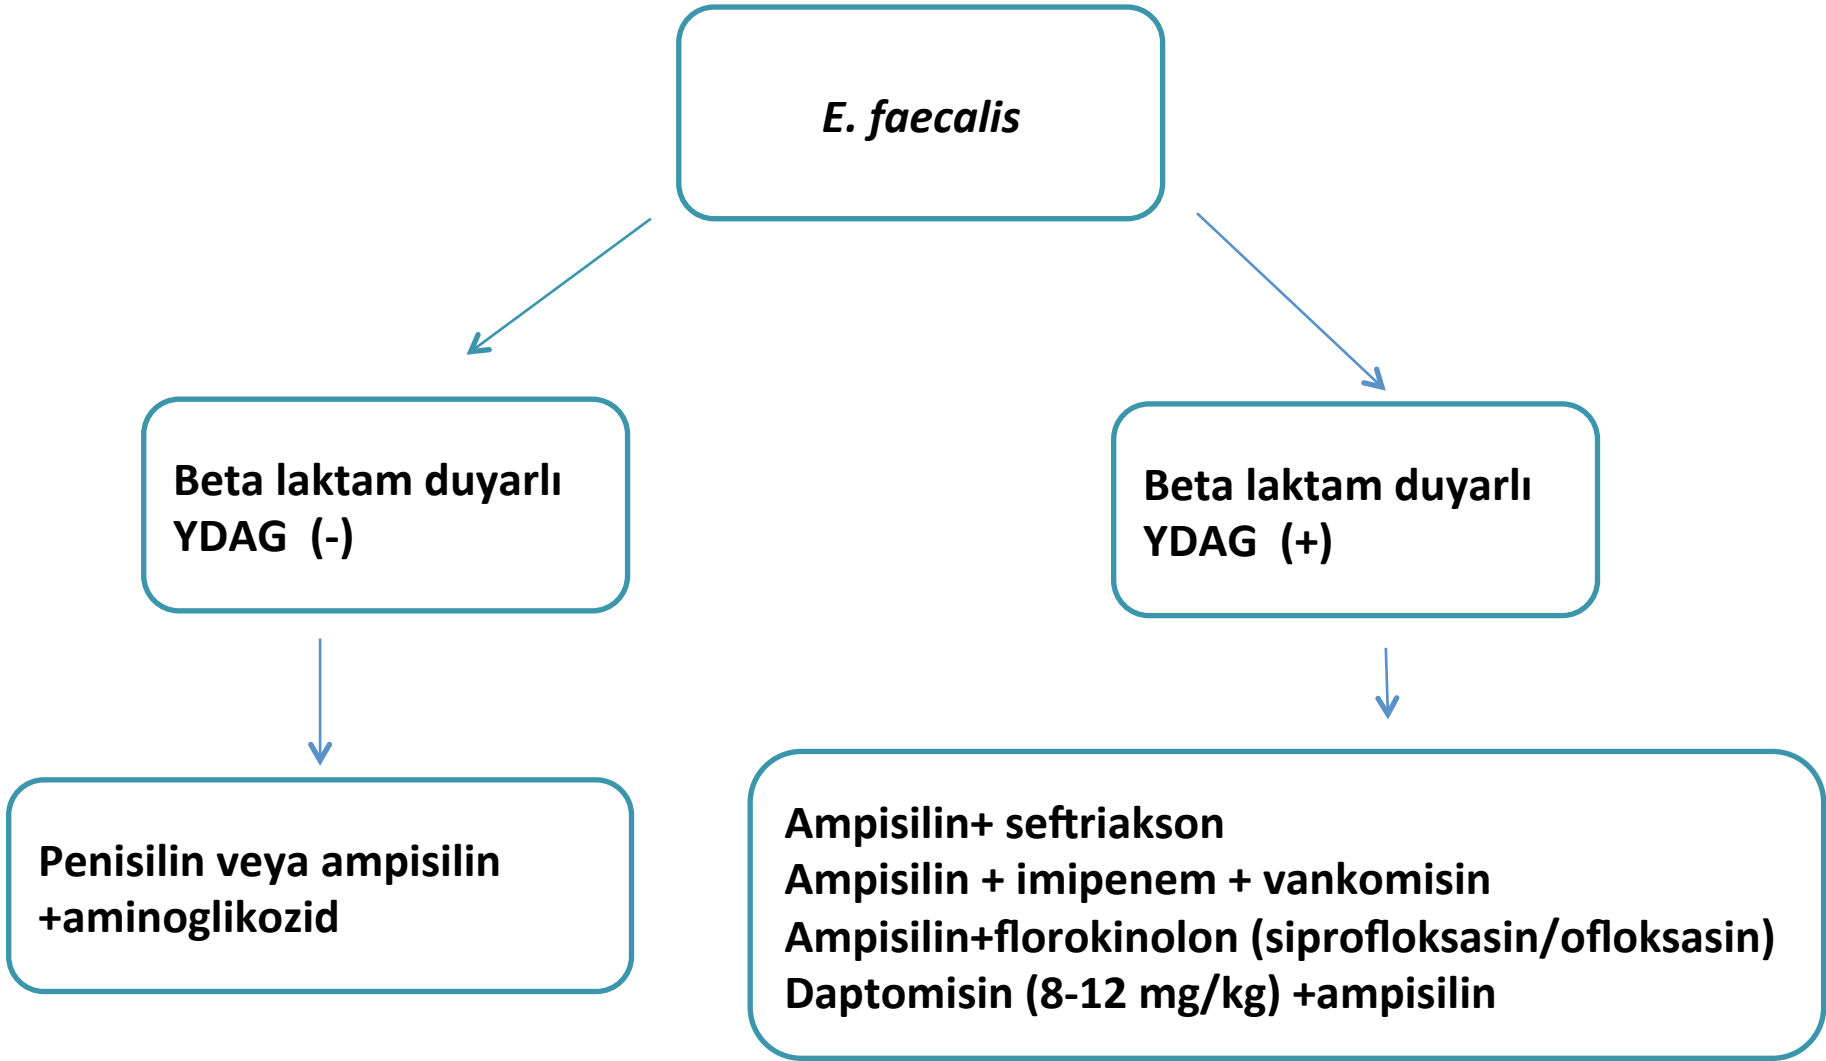 E. faecalis
Beta laktam duyarlı
YDAG (-)
Beta laktam duyarlı
YDAG (+)
Penisilin veya ampisilin
+aminoglikozid
Ampisilin+ seftriakson
Ampisilin + imipenem + vankomisin
Ampisilin+florokinolon (siprofloksasin/ofloksasin)
Daptomisin (8-12 mg/kg) +ampisilin